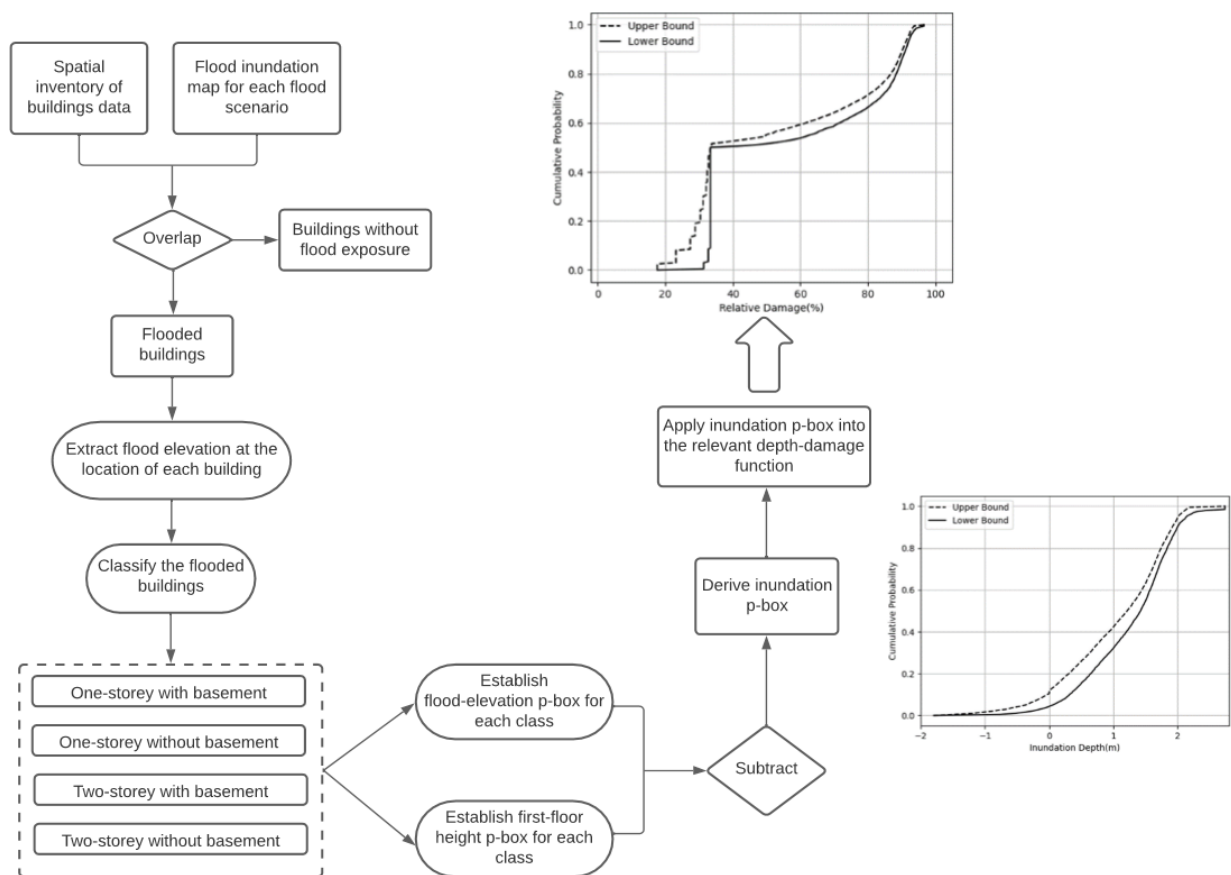 Spatial
inventory of
buildings data
Flood inundation
map for each flood
scenario
Overlap
Buildings without
flood exposure
Flooded
buildings
Extract flood elevation at the
location of each building
Classify the flooded
buildings
One-storey with basement
One-storey without basement
Two-storey with basement
Two-storey without basement
Establish
flood-elevation p-box for
each class
Establish first-floor
height p-box for each
class
Subtract
Derive inundation
p-box
Apply inundation p-box into
the relevant depth-damage
function
Upper Bound
Lower Bound
Cumulative Probability
1.0
0.8
0.6
0.4
0.2
0.0
0 20 40 60 80 100
Relative Damage(%)
Upper Bound
Lower Bound
Cumulative Probability
1.0
0.8
0.6
0.4
0.2
0.0
−2 −1 0 1 2
Inundation Depth(m)